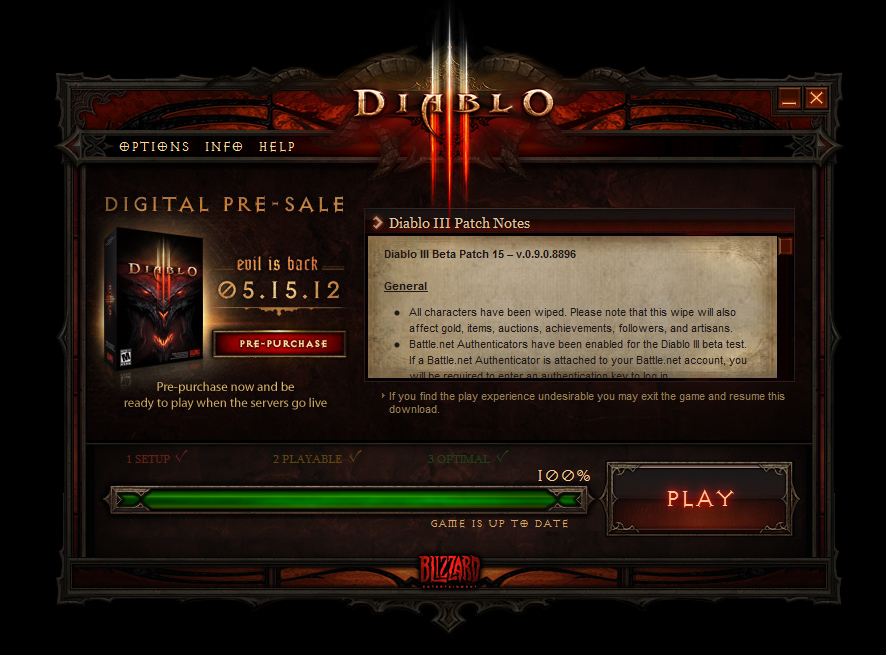 DIABLO
OPTIONS INFO HELP
DIGITAL PRE-SALE
DIABLO
evil is back
05.15.12
PRE-PURCHASE
Pre-purchase now and be
ready to play when the servers go live
Diablo III Patch Notes
Diablo III Beta Patch 15 – v.0.9.0.8896
General
● All characters have been wiped. Please note that this wipe will also
affect gold, items, auctions, achievements, followers, and artisans.
● Battle.net Authenticators have been enabled for the Diablo III beta test.
If a Battle.net Authenticator is attached to your Battle.net account, you
will be required to enter an authentication key to log in.
If you find the play experience undesirable you may exit the game and resume this
download.
1 SETUP 2 PLAYABLE 3 OPTIMAL
100%
GAME IS UP TO DATE
PLAY
BLIZZARD
ENTERTAINMENT